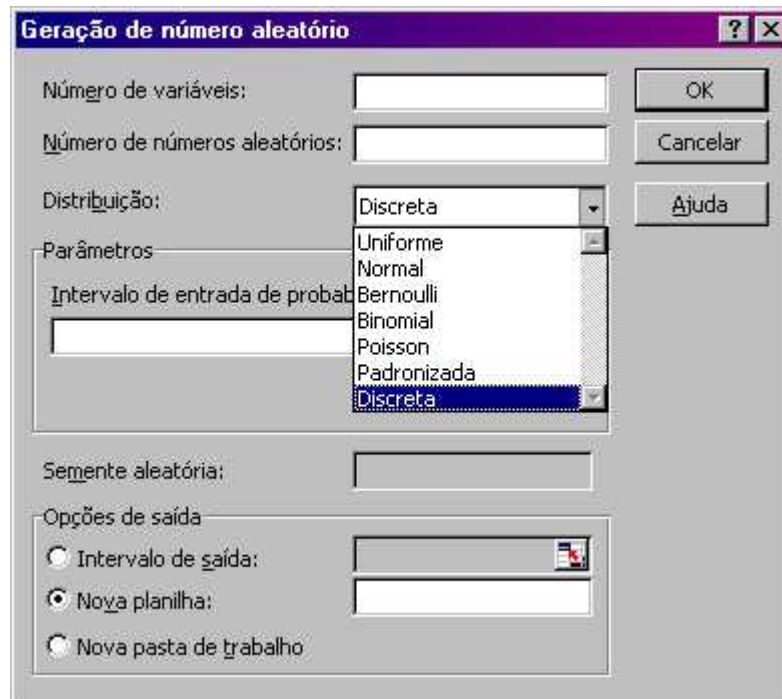 Geração de número aleatório
Número de variáveis:
OK
Número de números aleatórios:
Cancelar
Distribuição:
Discreta
Ajuda
Uniforme
Normal
Bernoulli
Binomial
Poisson
Padronizada
Discreta
Parâmetros
Intervalo de entrada de probab
Semente aleatória:
Opções de saída
Intervalo de saída:
Nova planilha:
Nova pasta de trabalho